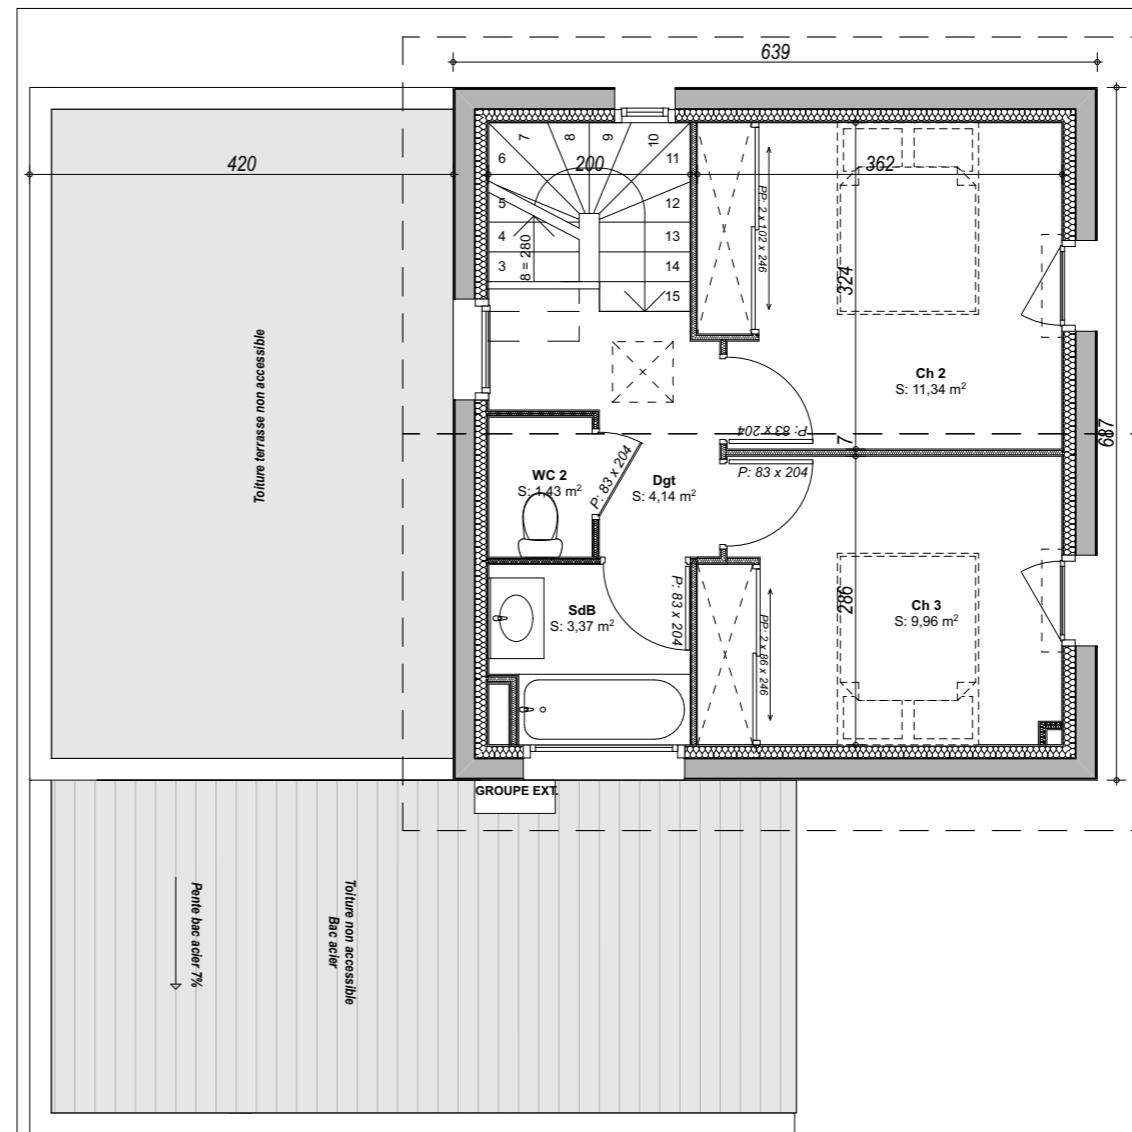 639
420
200
362
7
8
9
10
6
11
5
12
4
13
3
14
15
8 = 280
PP: 2 x 102 x 246
324
Ch 2
S: 11,34 m²
687
P: 83 x 204
7
P: 83 x 204
WC 2
S: 1,43 m²
P: 83 x 204
Dgt
S: 4,14 m²
Toiture terrasse non accessible
SdB
S: 3,37 m²
P: 83 x 204
PP: 2 x 86 x 246
286
Ch 3
S: 9,96 m²
GROUPE EXT.
Pente bac acier 7%
Toiture non accessible
Bac acier